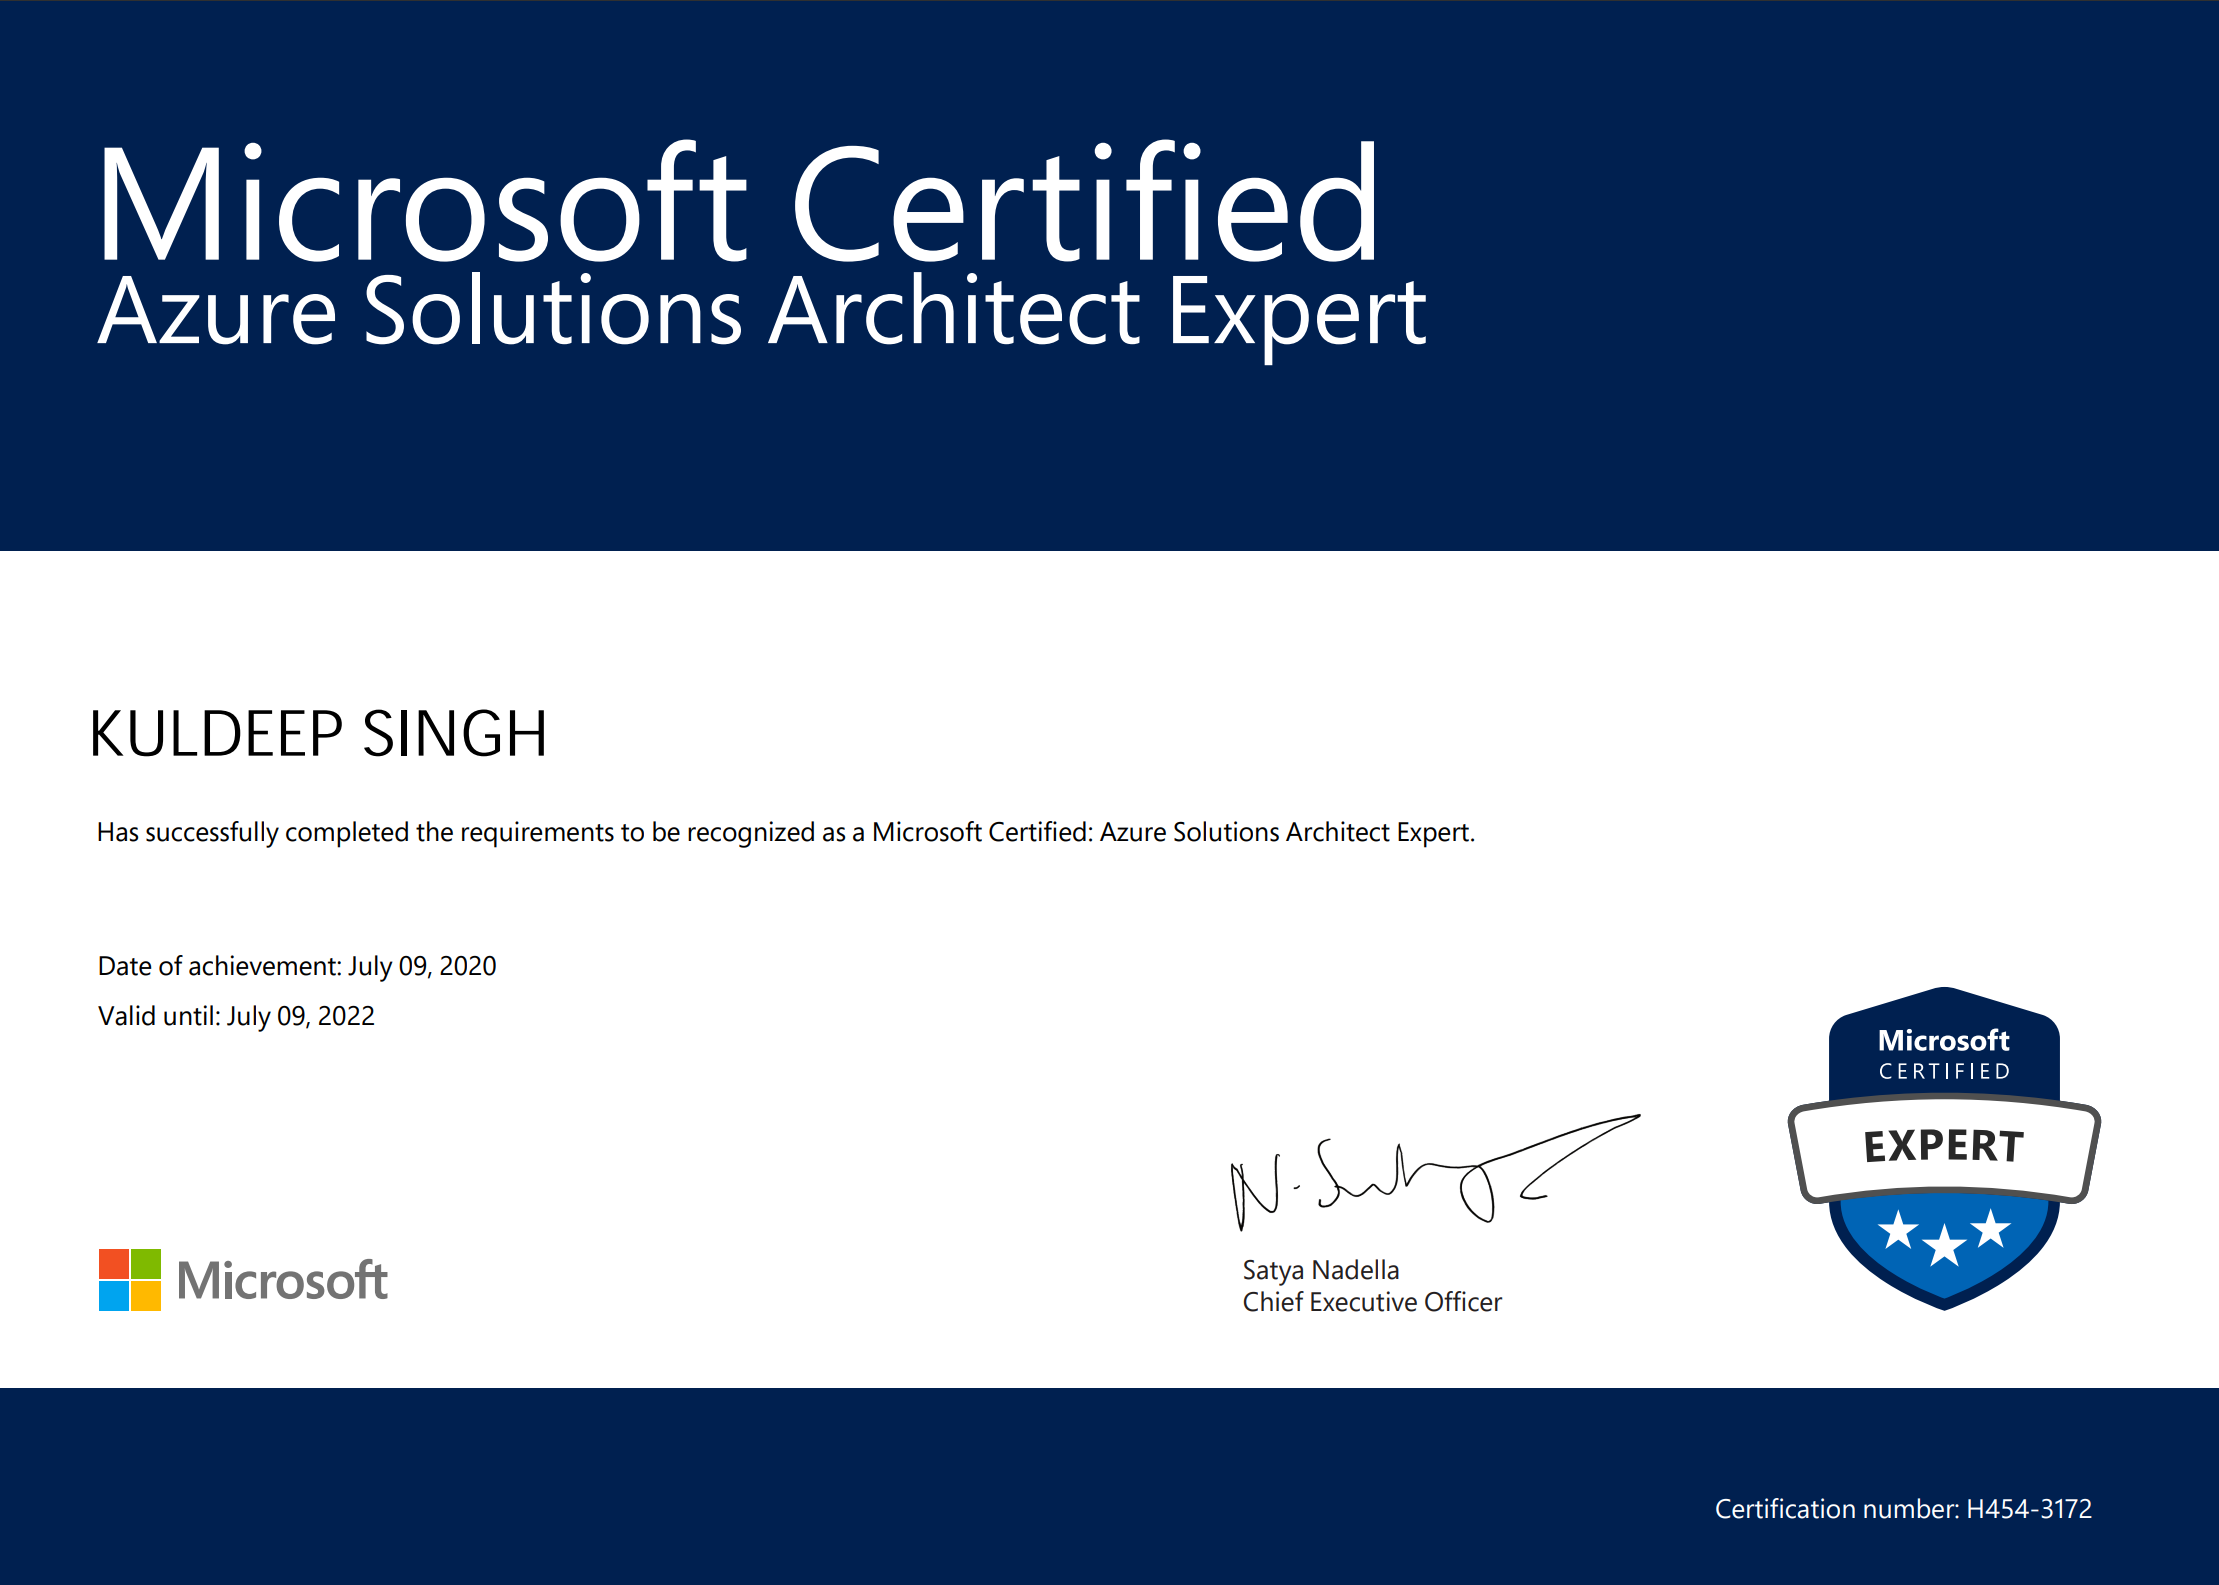 Microsoft Certified
Azure Solutions Architect Expert
KULDEEP SINGH
Has successfully completed the requirements to be recognized as a Microsoft Certified: Azure Solutions Architect Expert.
Date of achievement: July 09, 2020
Valid until: July 09, 2022
Microsoft
CERTIFIED
EXPERT
Microsoft
Satya Nadella
Chief Executive Officer
Certification number: H454-3172